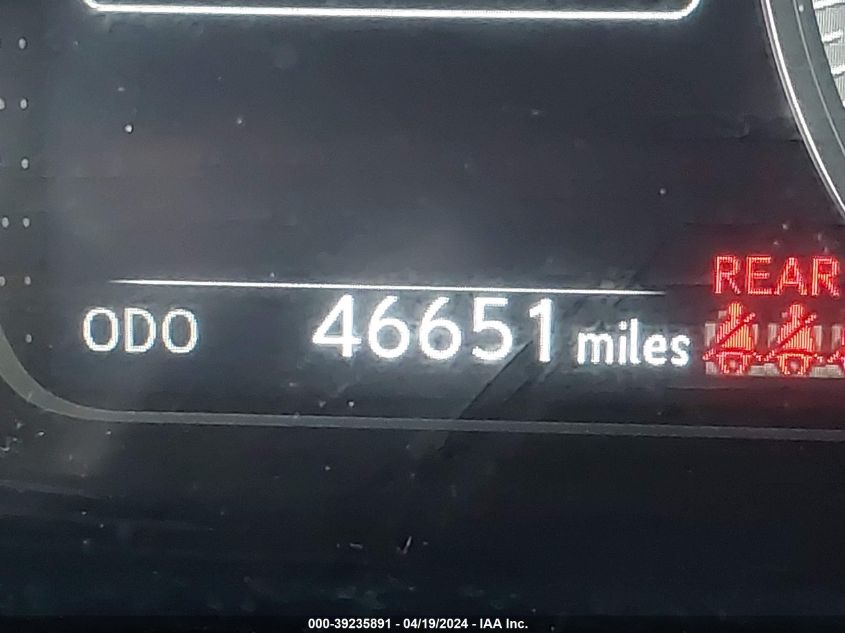 REAR
ODO 46651 miles
000-39235891 - 04/19/2024 - IAA Inc.